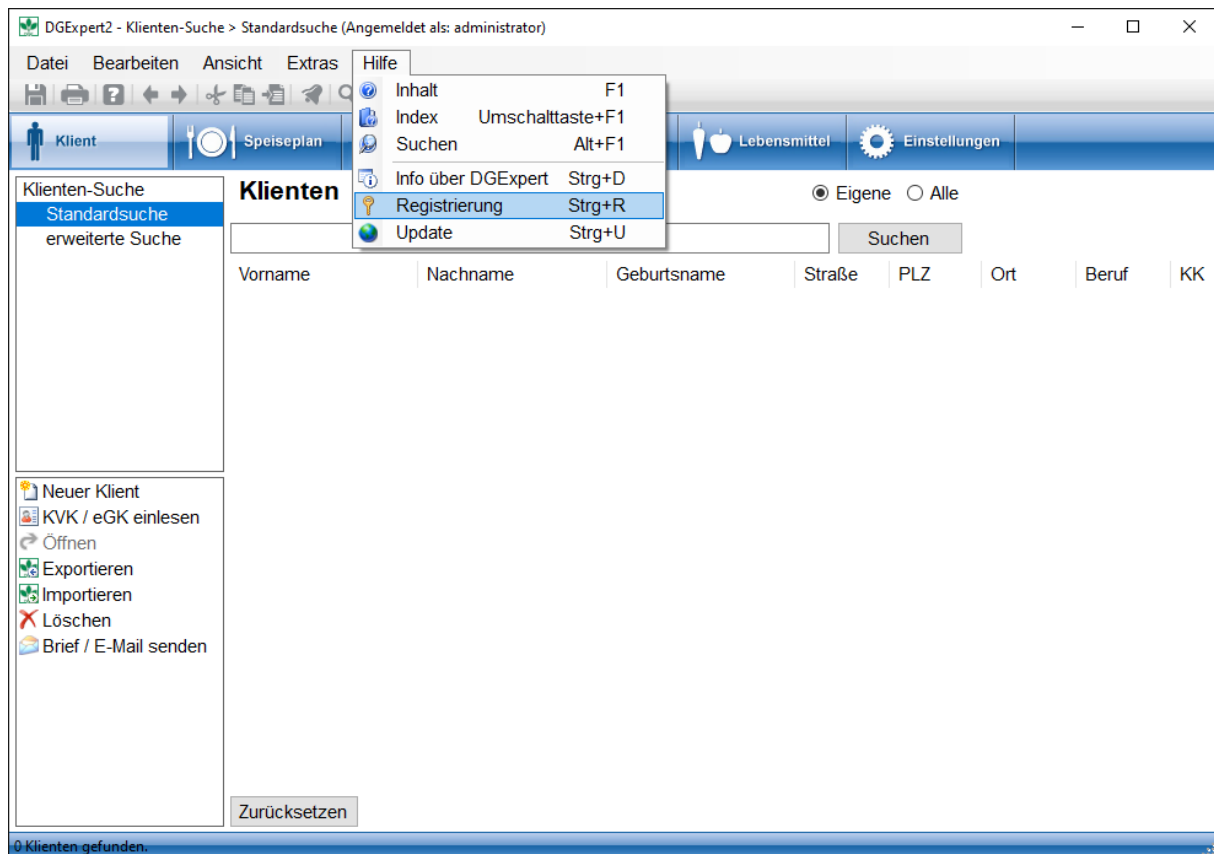 DGExpert2 - Klienten-Suche > Standardsuche (Angemeldet als: administrator)
Datei Bearbeiten Ansicht Extras Hilfe
Inhalt F1
Index Umschalttaste+F1
Suchen Alt+F1
Info über DGExpert Strg+D
Registrierung Strg+R
Update Strg+U
Klient Speiseplan Lebensmittel Einstellungen
Klienten-Suche
Standardsuche
erweiterte Suche
Klienten
Eigene Alle
Suchen
Vorname Nachname Geburtsname Straße PLZ Ort Beruf KK
Neuer Klient
KVK / eGK einlesen
Öffnen
Exportieren
Importieren
Löschen
Brief / E-Mail senden
Zurücksetzen
0 Klienten gefunden.